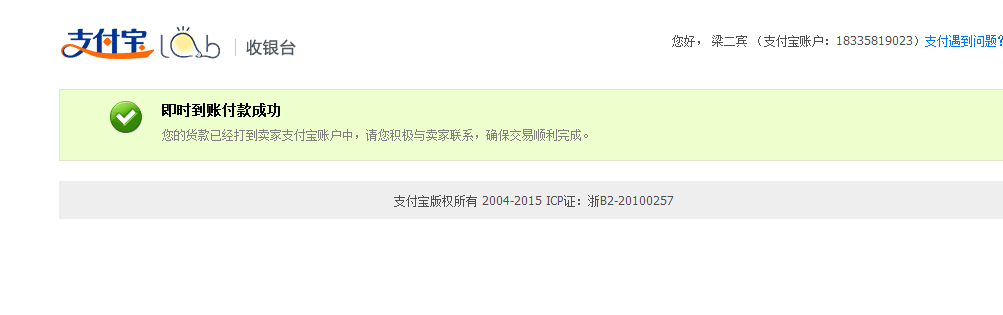 支付宝 Lab 收银台
您好， 梁二宾 （支付宝账户：18335819023）支付遇到问题?
即时到账付款成功
您的货款已经打到卖家支付宝账户中，请您积极与卖家联系，确保交易顺利完成。
支付宝版权所有 2004-2015 ICP证：浙B2-20100257